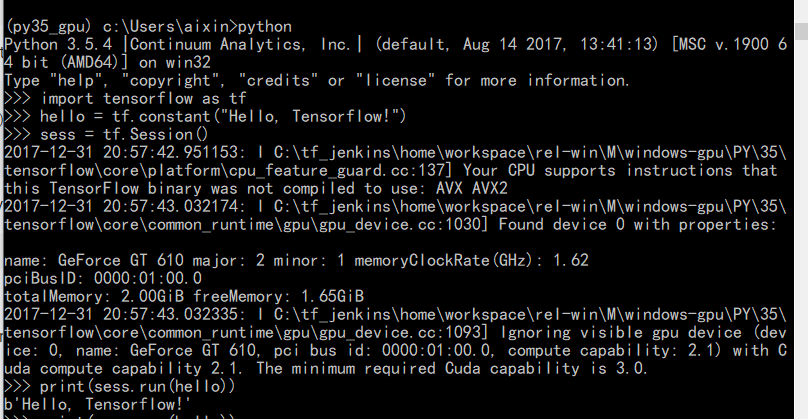 (py35_gpu) c:\Users\aixin>python
Python 3.5.4 |Continuum Analytics, Inc.| (default, Aug 14 2017, 13:41:13) [MSC v.1900 6
4 bit (AMD64)] on win32
Type "help", "copyright", "credits" or "license" for more information.
>>> import tensorflow as tf
>>> hello = tf.constant("Hello, Tensorflow!")
>>> sess = tf.Session()
2017-12-31 20:57:42.951153: I C:\tf_jenkins\home\workspace\rel-win\M\windows-gpu\PY\35\
tensorflow\core\platform\cpu_feature_guard.cc:137] Your CPU supports instructions that
this TensorFlow binary was not compiled to use: AVX AVX2
2017-12-31 20:57:43.032174: I C:\tf_jenkins\home\workspace\rel-win\M\windows-gpu\PY\35\
tensorflow\core\common_runtime\gpu\gpu_device.cc:1030] Found device 0 with properties:
name: GeForce GT 610 major: 2 minor: 1 memoryClockRate(GHz): 1.62
pciBusID: 0000:01:00.0
totalMemory: 2.00GiB freeMemory: 1.65GiB
2017-12-31 20:57:43.032335: I C:\tf_jenkins\home\workspace\rel-win\M\windows-gpu\PY\35\
tensorflow\core\common_runtime\gpu\gpu_device.cc:1093] Ignoring visible gpu device (dev
ice: 0, name: GeForce GT 610, pci bus id: 0000:01:00.0, compute capability: 2.1) with C
uda compute capability 2.1. The minimum required Cuda capability is 3.0.
>>> print(sess.run(hello))
b'Hello, Tensorflow!'